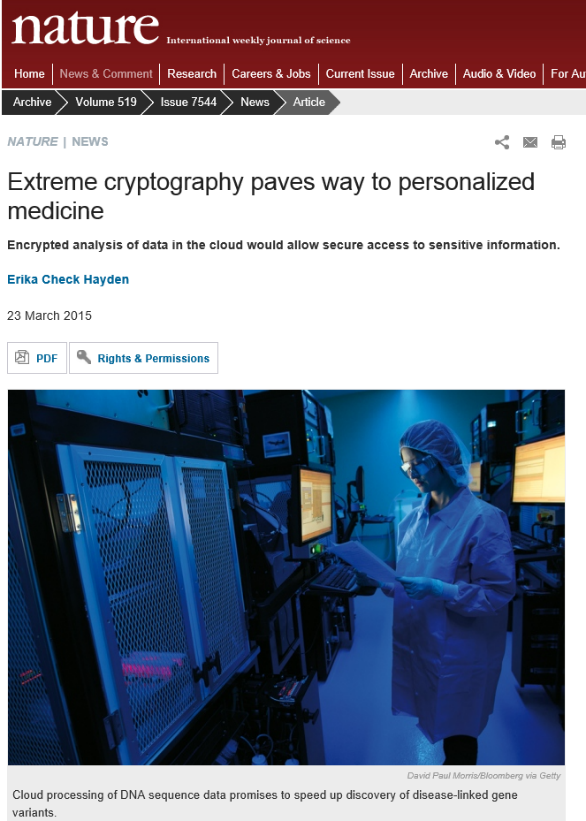 nature
International weekly journal of science
Home
News & Comment
Research
Careers & Jobs
Current Issue
Archive
Audio & Video
For Au
Archive
Volume 519
Issue 7544
News
Article
NATURE | NEWS
Extreme cryptography paves way to personalized
medicine
Encrypted analysis of data in the cloud would allow secure access to sensitive information.
Erika Check Hayden
23 March 2015
PDF
Rights & Permissions
David Paul Morris/Bloomberg via Getty
Cloud processing of DNA sequence data promises to speed up discovery of disease-linked gene
variants.